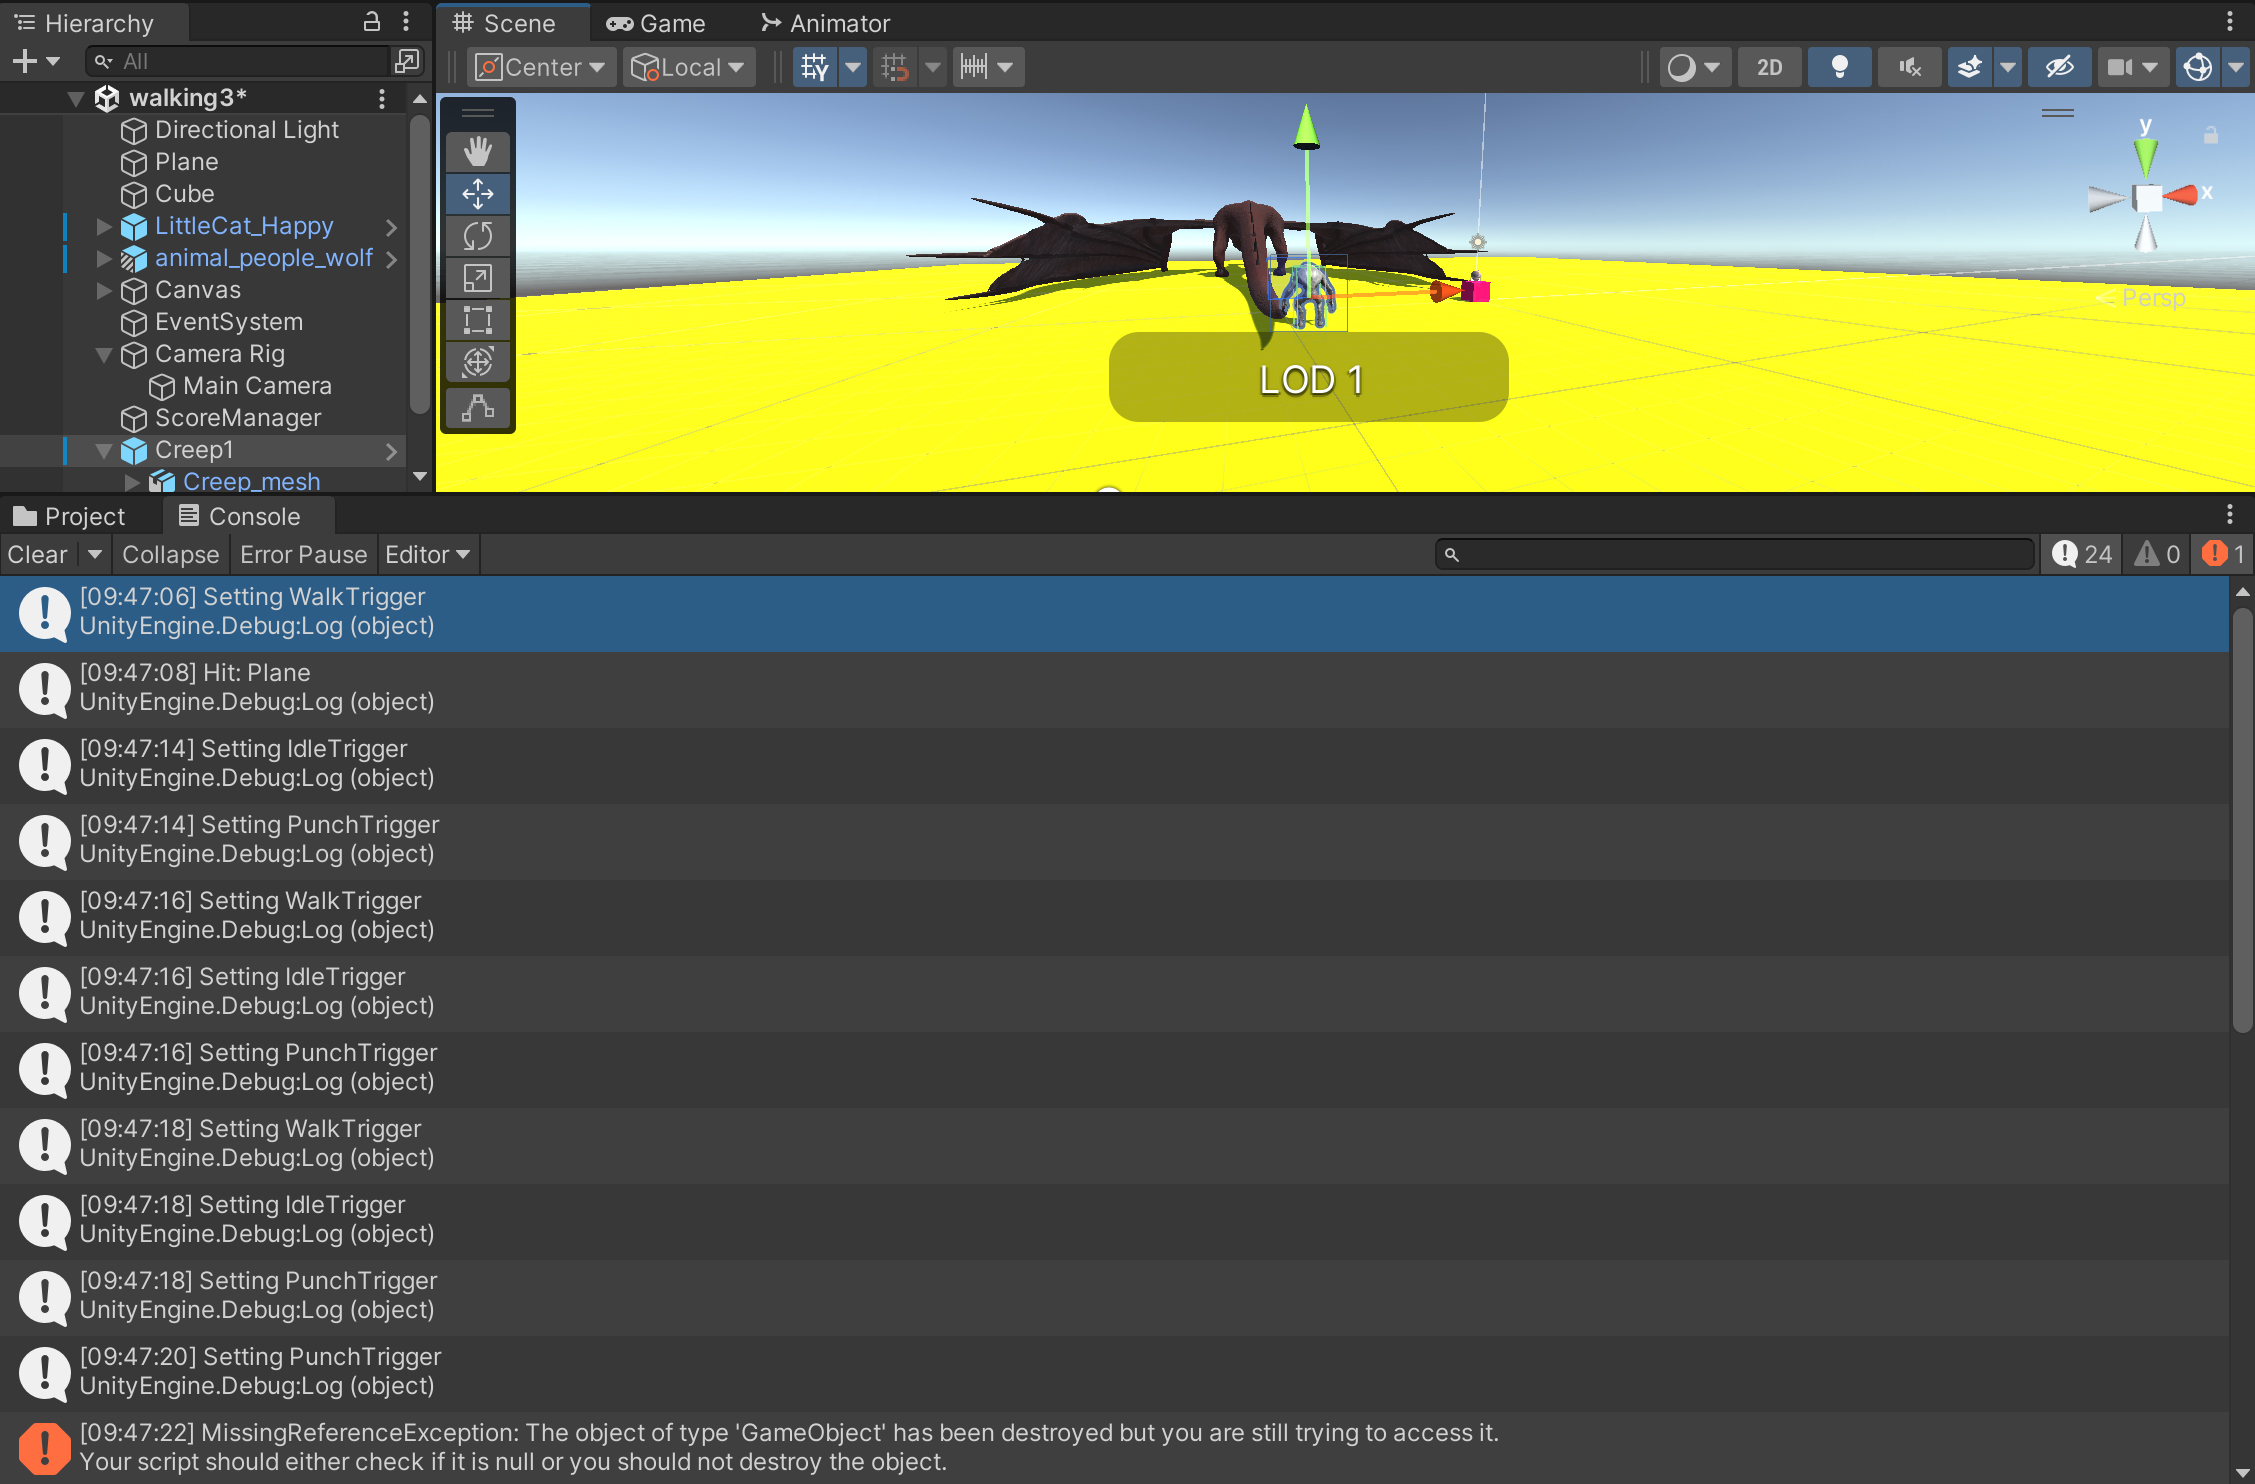 Hierarchy
Scene
Game
Animator
All
Center
Local
2D
walking3*
Directional Light
Plane
Cube
LittleCat_Happy
animal_people_wolf
Canvas
EventSystem
Camera Rig
Main Camera
ScoreManager
Creep1
Creep_mesh
y
x
< Persp
LOD 1
Project
Console
Clear
Collapse
Error Pause
Editor
24
0
1
[09:47:06] Setting WalkTrigger
UnityEngine.Debug:Log (object)
[09:47:08] Hit: Plane
UnityEngine.Debug:Log (object)
[09:47:14] Setting IdleTrigger
UnityEngine.Debug:Log (object)
[09:47:14] Setting PunchTrigger
UnityEngine.Debug:Log (object)
[09:47:16] Setting WalkTrigger
UnityEngine.Debug:Log (object)
[09:47:16] Setting IdleTrigger
UnityEngine.Debug:Log (object)
[09:47:16] Setting PunchTrigger
UnityEngine.Debug:Log (object)
[09:47:18] Setting WalkTrigger
UnityEngine.Debug:Log (object)
[09:47:18] Setting IdleTrigger
UnityEngine.Debug:Log (object)
[09:47:18] Setting PunchTrigger
UnityEngine.Debug:Log (object)
[09:47:20] Setting PunchTrigger
UnityEngine.Debug:Log (object)
[09:47:22] MissingReferenceException: The object of type 'GameObject' has been destroyed but you are still trying to access it.
Your script should either check if it is null or you should not destroy the object.